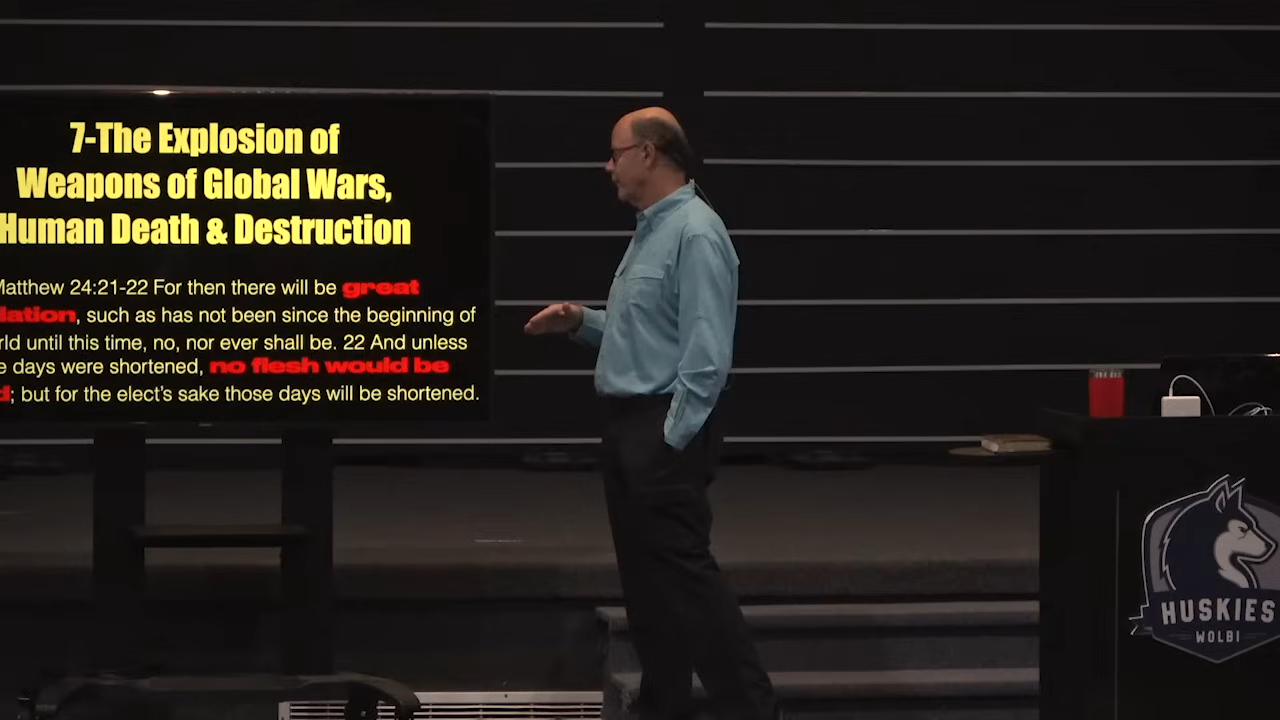 7-The Explosion of
Weapons of Global Wars,
Human Death & Destruction
Matthew 24:21-22 For then there will be great
lation, such as has not been since the beginning of
rld until this time, no, nor ever shall be. 22 And unless
e days were shortened, no flesh would be
d; but for the elect's sake those days will be shortened.
HUSKIES
WOLBI